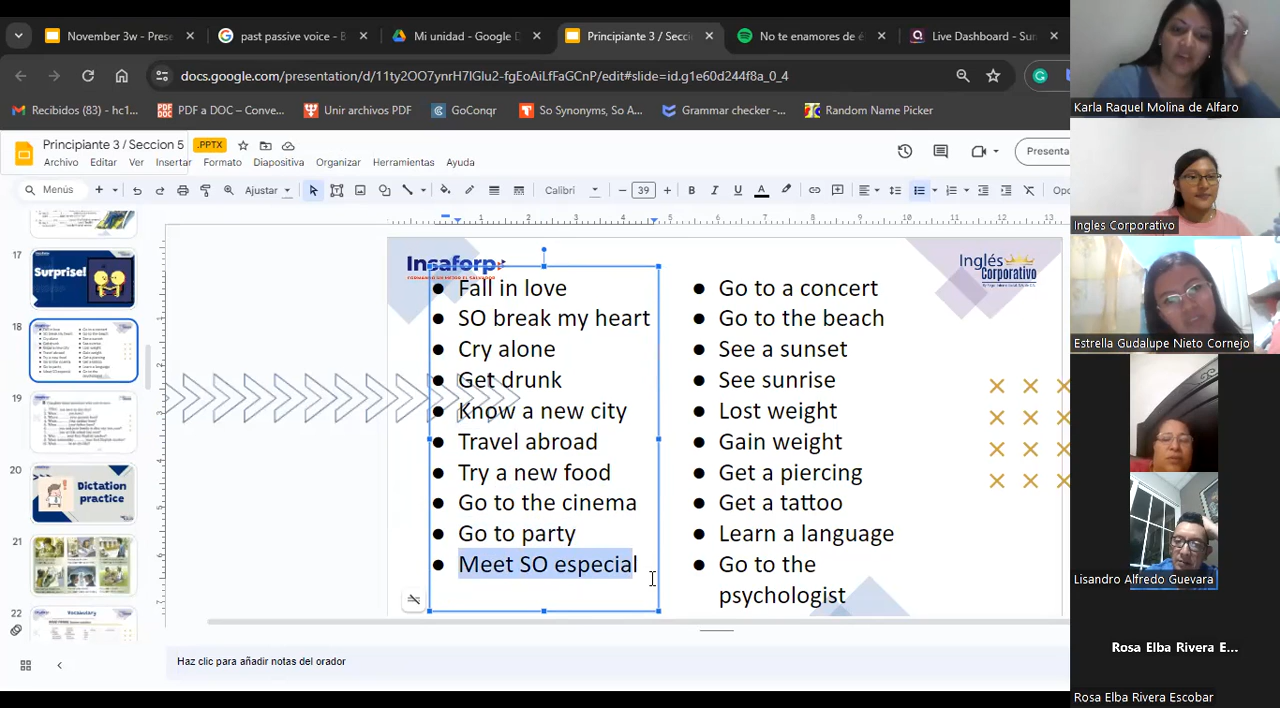 November 3w - Prese
past passive voice - B
Mi unidad - Google D
Principiante 3 / Secci
No te enamores de é
Live Dashboard - Sun
docs.google.com/presentation/d/11ty2OO7ynrH7IGlu2-fgEoAiLfFaGCnP/edit#slide=id.g1e60d244f8a_0_4
Recibidos (83) - hc1...
PDF a DOC – Conve...
Unir archivos PDF
GoConqr
So Synonyms, So A...
Grammar checker -...
Random Name Picker
Principiante 3 / Seccion 5
.PPTX
Archivo Editar Ver Insertar Formato Diapositiva Organizar Herramientas Ayuda
Presenta
Menús
Ajustar
Calibri
39
Opc
17
Surprise!
18
19
20
Dictation
practice
21
22
Vocabulary
Insaforp
Inglés
Corporativo
Fall in love
SO break my heart
Cry alone
Get drunk
Know a new city
Travel abroad
Try a new food
Go to the cinema
Go to party
Meet SO especial
Go to a concert
Go to the beach
See a sunset
See sunrise
Lost weight
Gain weight
Get a piercing
Get a tattoo
Learn a language
Go to the
psychologist
Haz clic para añadir notas del orador
Karla Raquel Molina de Alfaro
Ingles Corporativo
Estrella Gudalupe Nieto Cornejo
Lisandro Alfredo Guevara
Rosa Elba Rivera E...
Rosa Elba Rivera Escobar